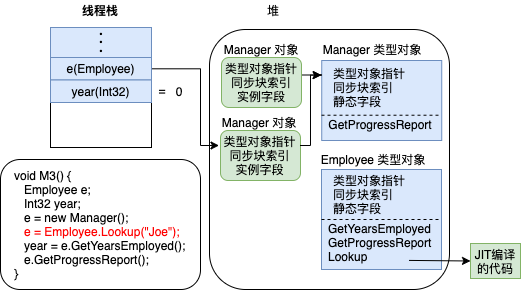 线程栈
堆
e(Employee)
year(Int32)
= 0
Manager 对象
类型对象指针
同步块索引
实例字段
Manager 对象
类型对象指针
同步块索引
实例字段
Manager 类型对象
类型对象指针
同步块索引
静态字段
GetProgressReport
Employee 类型对象
类型对象指针
同步块索引
静态字段
GetYearsEmployed
GetProgressReport
Lookup
JIT编译
的代码
void M3() {
Employee e;
Int32 year;
e = new Manager();
e = Employee.Lookup("Joe");
year = e.GetYearsEmployed();
e.GetProgressReport();
}